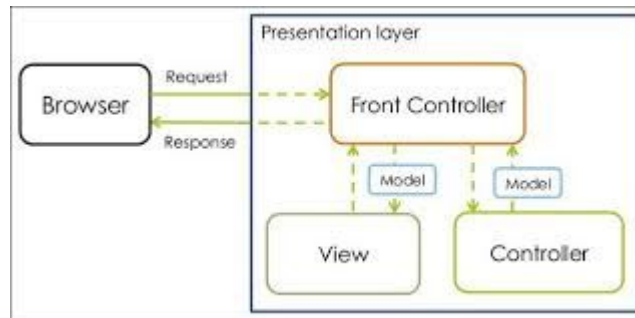 Presentation layer
Request
Browser
Front Controller
Response
Model
Model
View
Controller